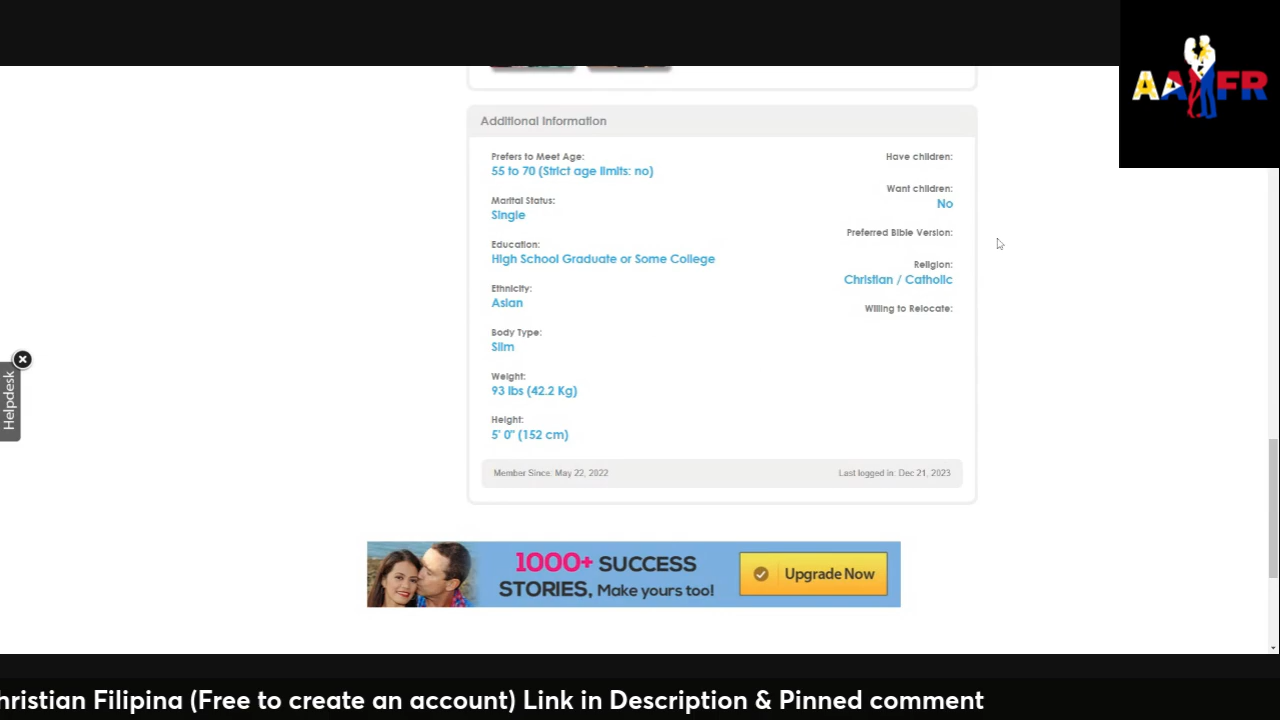 AAFR
Additional Information
Prefers to Meet Age:
55 to 70 (Strict age limits: no)
Marital Status:
Single
Education:
High School Graduate or Some College
Ethnicity:
Asian
Body Type:
Slim
Weight:
93 lbs (42.2 Kg)
Height:
5' 0" (152 cm)
Have children:
Want children:
No
Preferred Bible Version:
Religion:
Christian / Catholic
Willing to Relocate:
Member Since: May 22, 2022
Last logged in: Dec 21, 2023
Helpdesk
1000+ SUCCESS
STORIES, Make yours too!
Upgrade Now
hristian Filipina (Free to create an account) Link in Description & Pinned comment